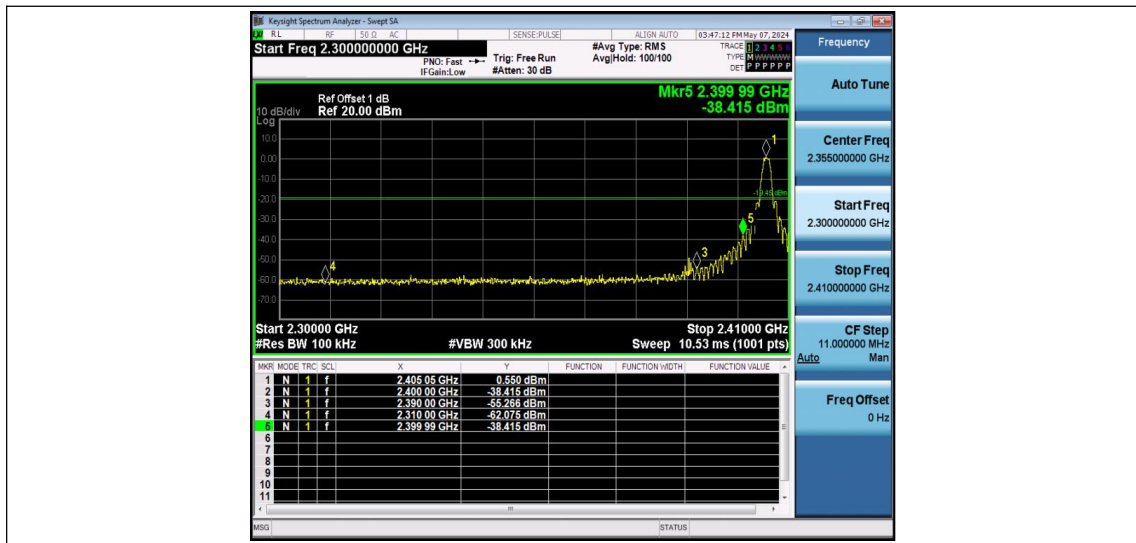 Keysight Spectrum Analyzer - Swept SA
LXI RL RF 50 Ω AC SENSE:PULSE ALIGN AUTO 03:47:12 PM May 07, 2024
Start Freq 2.300000000 GHz
PNO: Fast
IFGain:Low
Trig: Free Run
#Atten: 30 dB
#Avg Type: RMS
Avg|Hold: 100/100
TRACE 1 2 3 4 5 6
TYPE M W W W W W
DET P P P P P P
Ref Offset 1 dB
10 dB/div Ref 20.00 dBm
Log
Mkr5 2.399 99 GHz
-38.415 dBm
10.0
0.00
-10.0
-20.0
-30.0
-40.0
-50.0
-60.0
-70.0
1
-19.45 dBm
5
3
4
Start 2.30000 GHz Stop 2.41000 GHz
#Res BW 100 kHz #VBW 300 kHz Sweep 10.53 ms (1001 pts)
MKR MODE TRC SCL X Y FUNCTION FUNCTION WIDTH FUNCTION VALUE
1 N 1 f 2.405 05 GHz 0.550 dBm
2 N 1 f 2.400 00 GHz -38.415 dBm
3 N 1 f 2.390 00 GHz -55.266 dBm
4 N 1 f 2.310 00 GHz -62.075 dBm
5 N 1 f 2.399 99 GHz -38.415 dBm
6
7
8
9
10
11
MSG STATUS
Frequency
Auto Tune
Center Freq
2.355000000 GHz
Start Freq
2.300000000 GHz
Stop Freq
2.410000000 GHz
CF Step
11.000000 MHz
Auto Man
Freq Offset
0 Hz